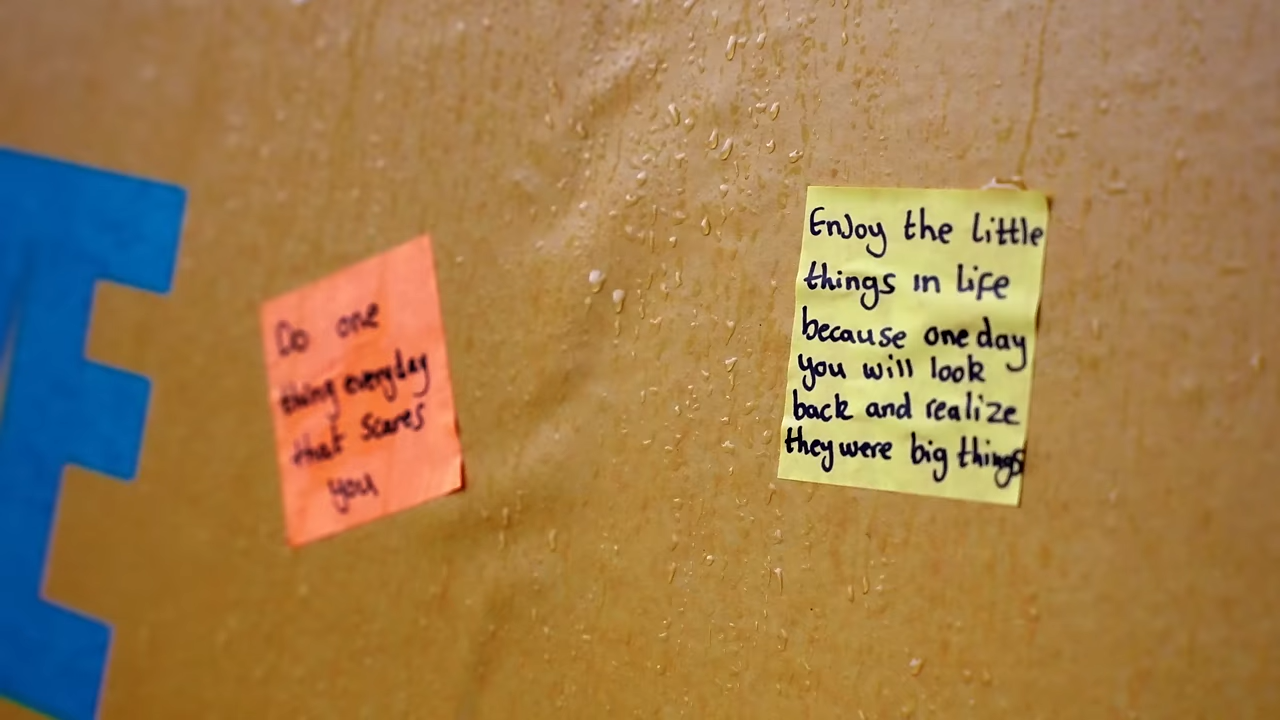 Do one
thing everyday
that scares
you
Enjoy the little
things in life
because one day
you will look
back and realize
they were big things